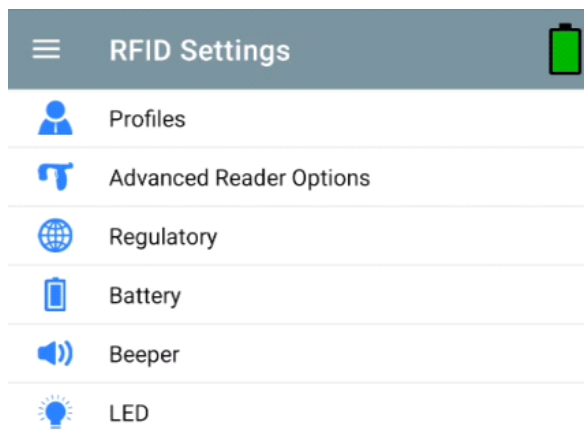 RFID Settings
Profiles
Advanced Reader Options
Regulatory
Battery
Beeper
LED